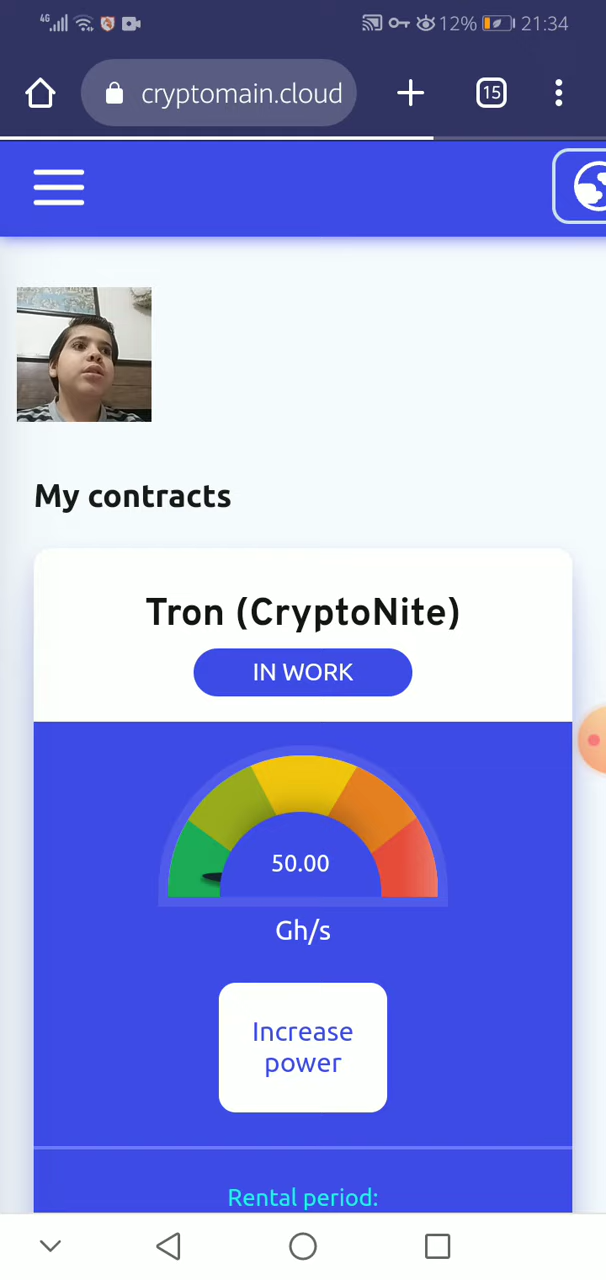 4G 12% 21:34
cryptomain.cloud 15
My contracts
Tron (CryptoNite)
IN WORK
50.00
Gh/s
Increase
power
Rental period: